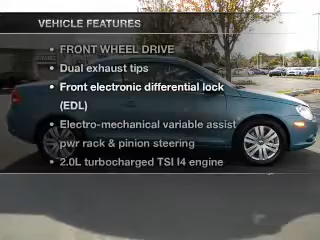 VEHICLE FEATURES
• FRONT WHEEL DRIVE
• Dual exhaust tips
• Front electronic differential lock
(EDL)
• Electro-mechanical variable assist
pwr rack & pinion steering
• 2.0L turbocharged TSI I4 engine